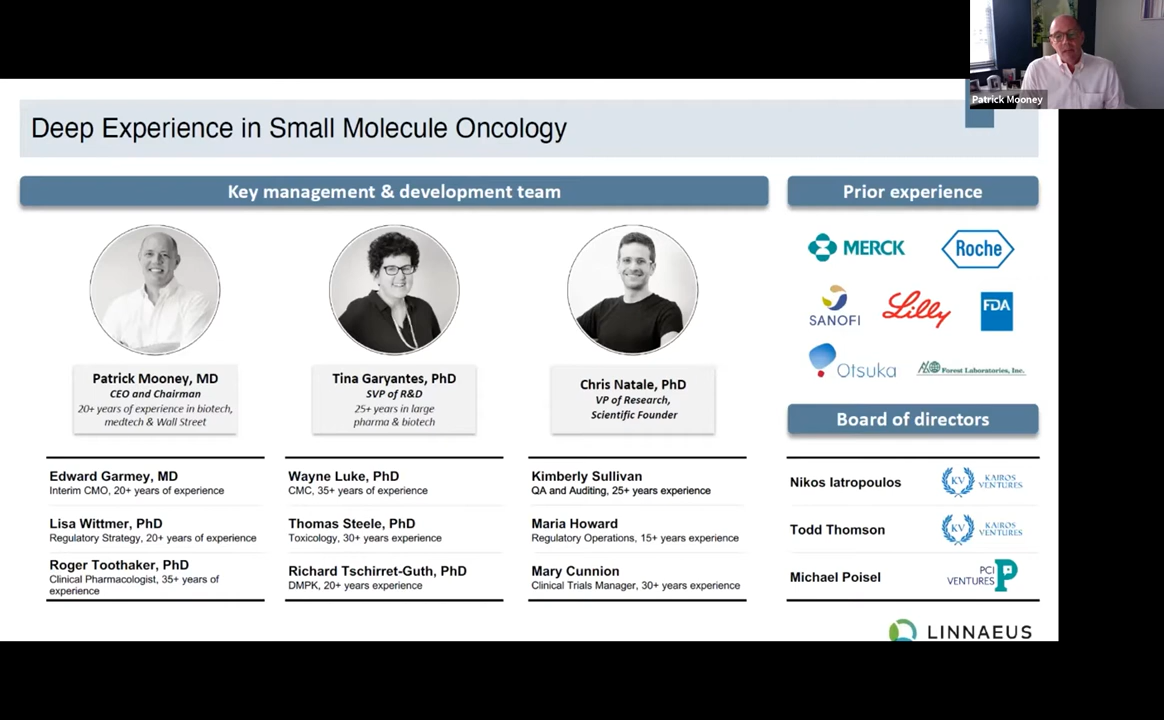 Patrick Mooney
Deep Experience in Small Molecule Oncology
Key management & development team
Patrick Mooney, MD
CEO and Chairman
20+ years of experience in biotech,
medtech & Wall Street
Tina Garyantes, PhD
SVP of R&D
25+ years in large
pharma & biotech
Chris Natale, PhD
VP of Research,
Scientific Founder
Edward Garmey, MD
Interim CMO, 20+ years of experience
Wayne Luke, PhD
CMC, 35+ years of experience
Kimberly Sullivan
QA and Auditing, 25+ years experience
Lisa Wittmer, PhD
Regulatory Strategy, 20+ years of experience
Thomas Steele, PhD
Toxicology, 30+ years of experience
Maria Howard
Regulatory Operations, 15+ years experience
Roger Toothaker, PhD
Clinical Pharmacologist, 35+ years of
experience
Richard Tschirret-Guth, PhD
DMPK, 20+ years experience
Mary Cunnion
Clinical Trials Manager, 30+ years experience
Prior experience
MERCK
Roche
SANOFI
Lilly
FDA
Otsuka
Forest Laboratories, Inc.
Board of directors
Nikos Iatropoulos
KV KAIROS
VENTURES
Todd Thomson
KV KAIROS
VENTURES
Michael Poisel
PCI
VENTURES
LINNAEUS